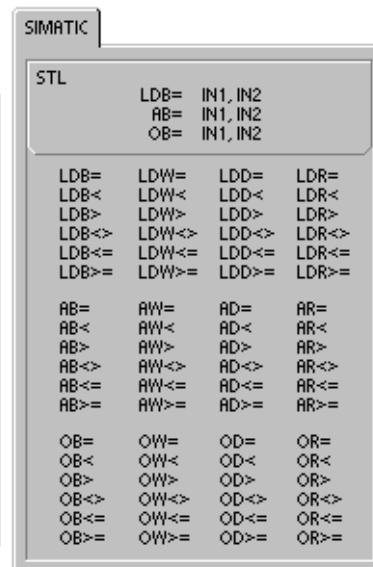 SIMATIC
STL
LDB= IN1, IN2
AB= IN1, IN2
OB= IN1, IN2
LDB= LDW= LDD= LDR=
LDB< LDW< LDD< LDR<
LDB> LDW> LDD> LDR>
LDB<> LDW<> LDD<> LDR<>
LDB<= LDW<= LDD<= LDR<=
LDB>= LDW>= LDD>= LDR>=
AB= AW= AD= AR=
AB< AW< AD< AR<
AB> AW> AD> AR>
AB<> AW<> AD<> AR<>
AB<= AW<= AD<= AR<=
AB>= AW>= AD>= AR>=
OB= OW= OD= OR=
OB< OW< OD< OR<
OB> OW> OD> OR>
OB<> OW<> OD<> OR<>
OB<= OW<= OD<= OR<=
OB>= OW>= OD>= OR>=